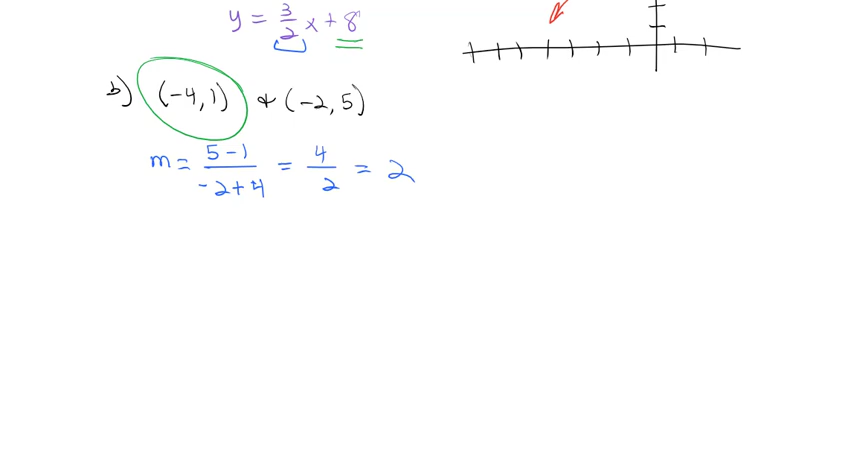 y = 3/2 x + 8
b) (-4, 1) & (-2, 5)
m = 5-1/-2+4 = 4/2 = 2